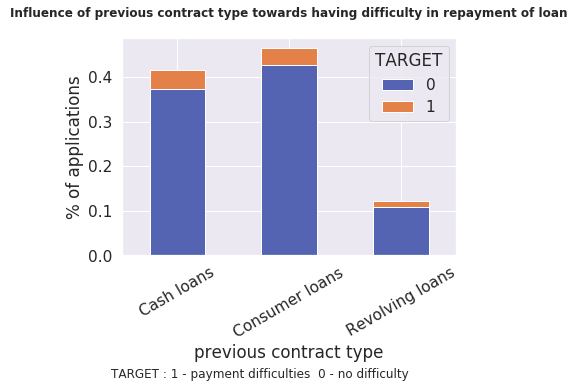 Influence of previous contract type towards having difficulty in repayment of loan
TARGET
0
1
% of applications
0.4
0.3
0.2
0.1
0.0
Cash loans
Consumer loans
Revolving loans
previous contract type
TARGET : 1 - payment difficulties  0 - no difficulty